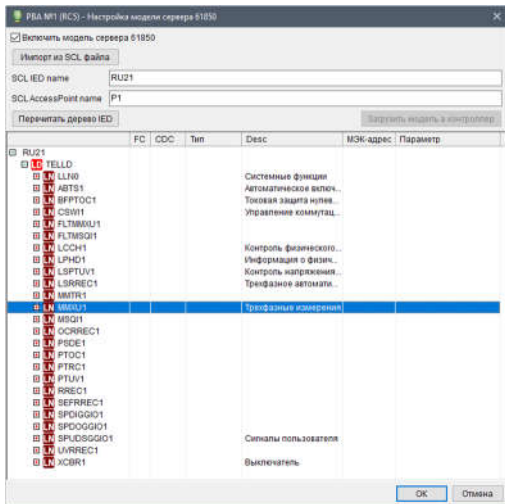 РВА №1 (RC5) - Настройка модели сервера 61850
Включить модель сервера 61850
Импорт из SCL файла
SCL IED name RU21
SCL AccessPoint name P1
Перечитать дерево IED Загрузить модель в контроллер
FC CDC Тип Desc МЭК-адрес Параметр
RU21
LD TELLD
LN LLN0 Системные функции
LN ABTS1 Автоматическое включ...
LN BFPTOC1 Токовая защита нулев...
LN CSWI1 Управление коммутац...
LN FLTMMXU1
LN FLTMSQI1
LN LCCH1 Контроль физического...
LN LPHD1 Информация о физич...
LN LSPTUV1 Контроль напряжения...
LN LSRREC1 Трехфазное автомати...
LN MMTR1
LN MMXU1 Трехфазные измерения
LN MSQI1
LN OCRREC1
LN PSDE1
LN PTOC1
LN PTRC1
LN PTUV1
LN RREC1
LN SEFRREC1
LN SPDIGGIO1
LN SPDOGGIO1
LN SPUDSGGIO1 Сигналы пользователя
LN UVRREC1
LN XCBR1 Выключатель
OK Отмена